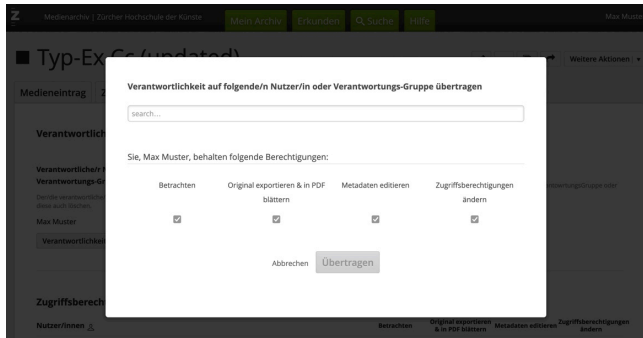 Z Medienarchiv | Zürcher Hochschule der Künste Mein Archiv Erkunden Suche Hilfe Max Muste
Typ-Ex Cc (updated)
Weitere Aktionen
Medieneintrag Z
Verantwortlich
Verantwortungs-Gr
Max Muster
Verantwortlichkei
Verantwortlichkeit auf folgende/n Nutzer/in oder Verantwortungs-Gruppe übertragen
search...
Sie, Max Muster, behalten folgende Berechtigungen:
Betrachten Original exportieren & in PDF blättern Metadaten editieren Zugriffsberechtigungen ändern
Abbrechen Übertragen
Zugriffsberech
Nutzer/innen Betrachten Original exportieren & in PDF blättern Metadaten editieren Zugriffsberechtigungen ändern